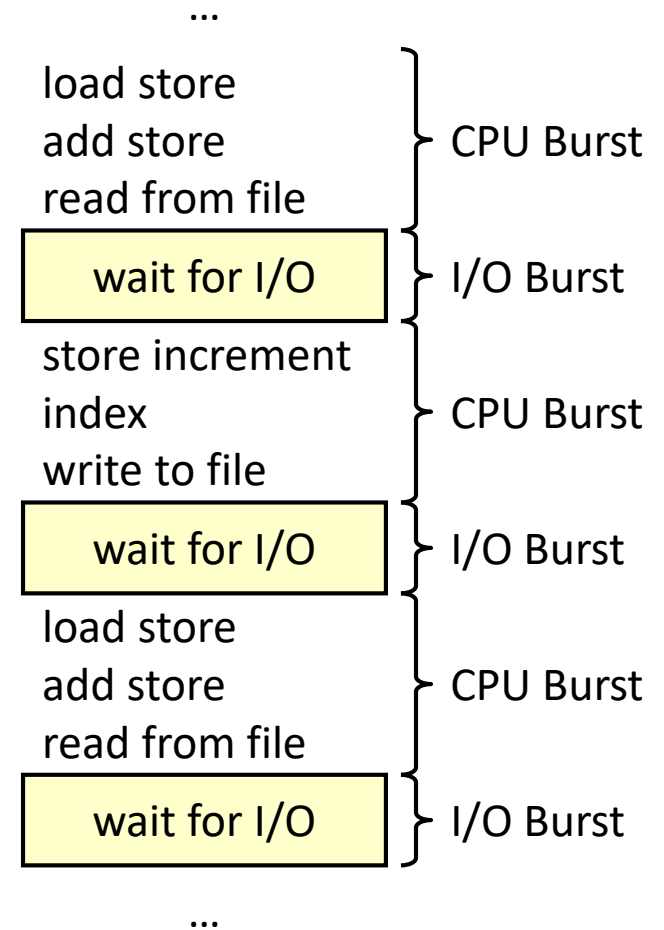 ...
load store
add store
read from file
CPU Burst
wait for I/O
I/O Burst
store increment
index
write to file
CPU Burst
wait for I/O
I/O Burst
load store
add store
read from file
CPU Burst
wait for I/O
I/O Burst
...